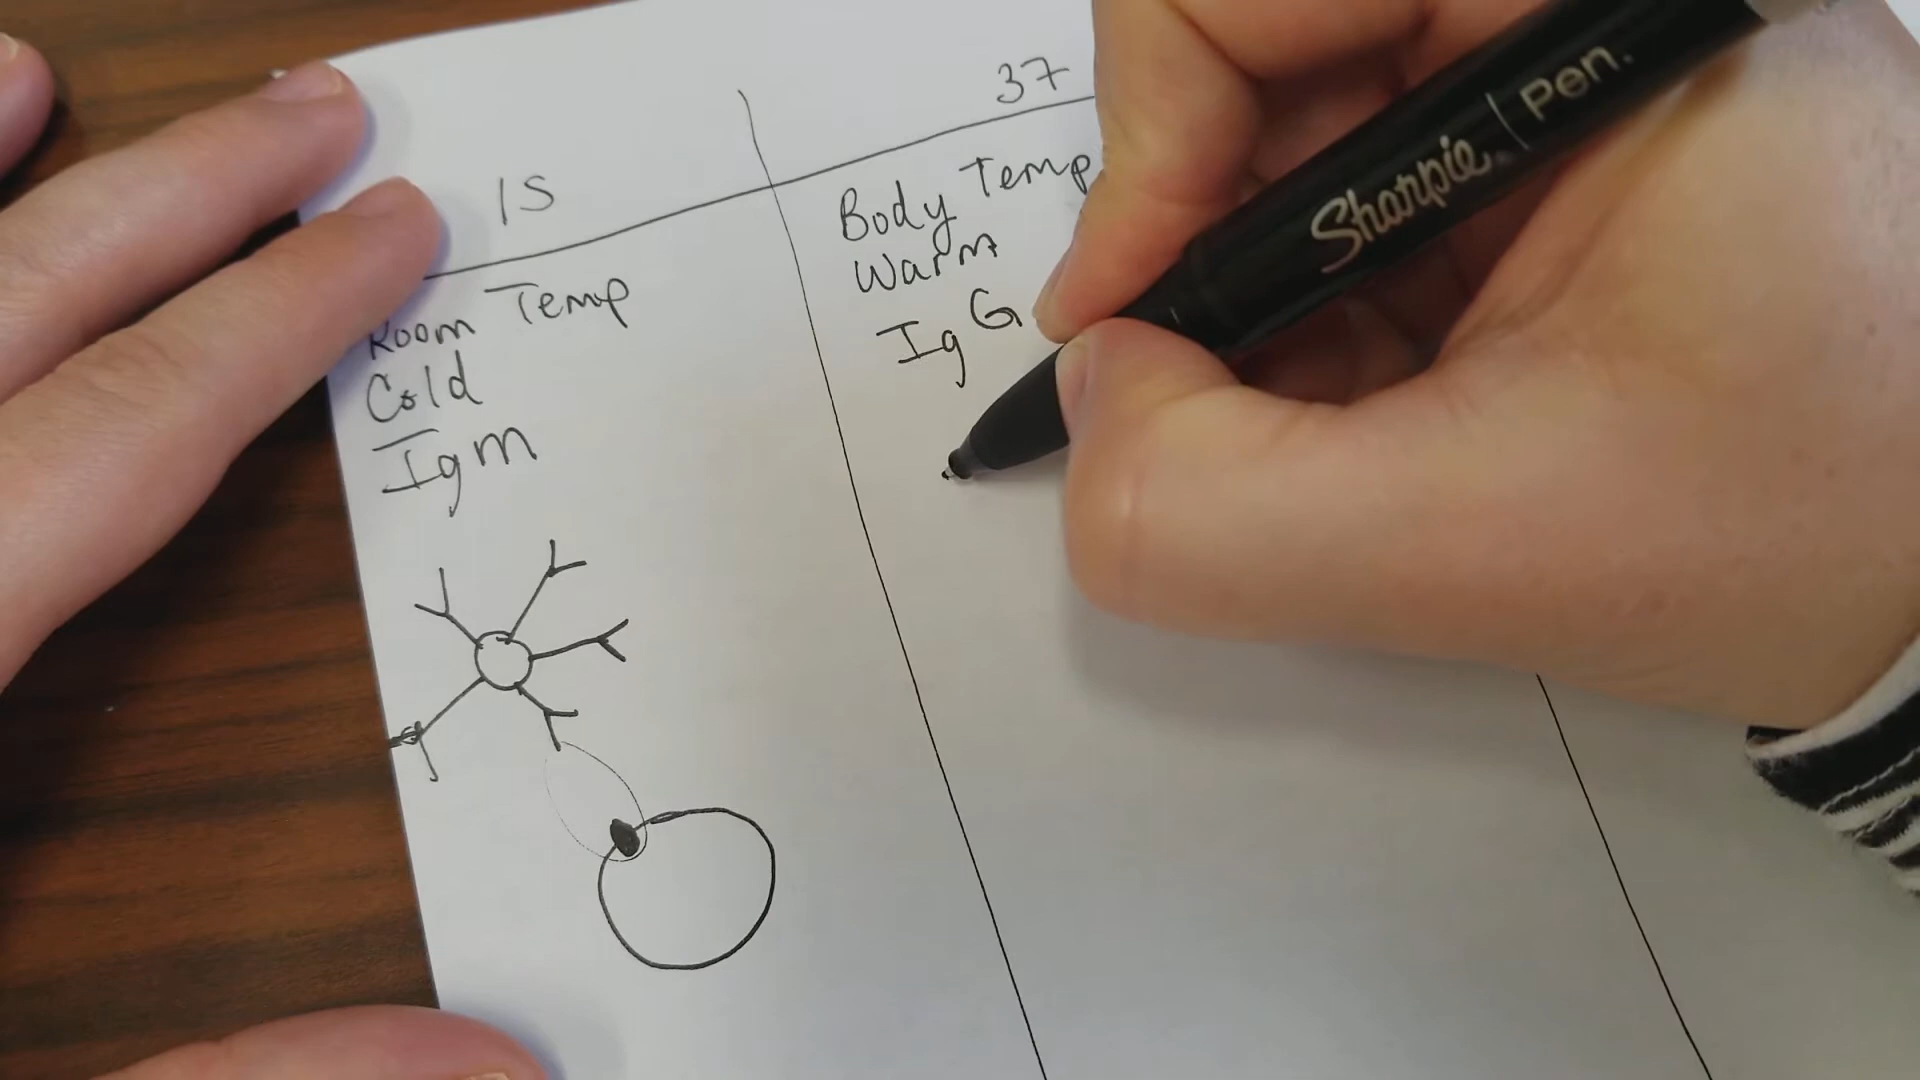 IS
Room Temp
Cold
IgM
37
Body Temp
Warm
IgG
Sharpie | Pen.